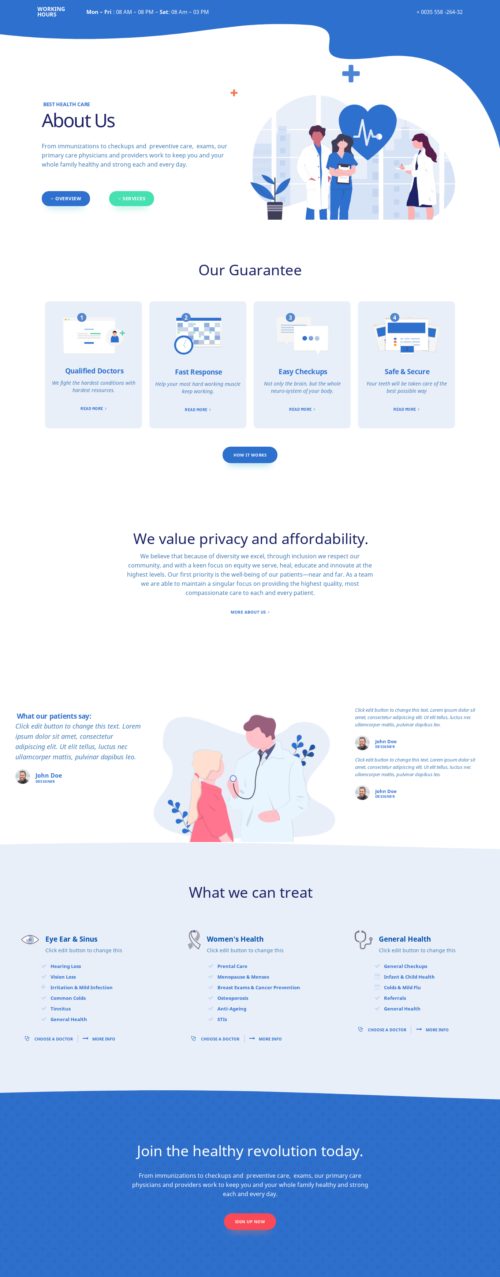 WORKING HOURS
Mon – Fri : 08 AM – 08 PM – Sat: 08 Am – 03 PM
+ 0035 558 -264-32
BEST HEALTH CARE
About Us
From immunizations to checkups and preventive care, exams, our
primary care physicians and providers work to keep you and your
whole family healthy and strong each and every day.
OVERVIEW
SERVICES
Our Guarantee
1
Qualified Doctors
We fight the hardest conditions with
hardest resources.
READ MORE
2
Fast Response
Help your most hard working muscle
keep working.
READ MORE
3
Easy Checkups
Not only the brain, but the whole
neuro-system of your body.
READ MORE
4
Safe & Secure
Your teeth will be taken care of the
best possible way
READ MORE
HOW IT WORKS
We value privacy and affordability.
We believe that because of diversity we excel, through inclusion we respect our
community, and with a keen focus on equity we serve, heal, educate and innovate at the
highest levels. Our first priority is the well-being of our patients—near and far. As a team
we are able to maintain a singular focus on providing the highest quality, most
compassionate care to each and every patient.
MORE ABOUT US
What our patients say:
Click edit button to change this text. Lorem
ipsum dolor sit amet, consectetur
adipiscing elit. Ut elit tellus, luctus nec
ullamcorper mattis, pulvinar dapibus leo.
John Doe
DESIGNER
Click edit button to change this text. Lorem ipsum dolor sit
amet, consectetur adipiscing elit. Ut elit tellus, luctus nec
ullamcorper mattis, pulvinar dapibus leo.
John Doe
DESIGNER
Click edit button to change this text. Lorem ipsum dolor sit
amet, consectetur adipiscing elit. Ut elit tellus, luctus nec
ullamcorper mattis, pulvinar dapibus leo.
John Doe
DESIGNER
What we can treat
Eye Ear & Sinus
Click edit button to change this
Hearing Loss
Vision Loss
Irritation & Mild Infection
Common Colds
Tinnitus
General Health
CHOOSE A DOCTOR
MORE INFO
Women's Health
Click edit button to change this
Prental Care
Menopause & Menses
Breast Exams & Cancer Prevention
Osteoporosis
Anti-Ageing
STIs
CHOOSE A DOCTOR
MORE INFO
General Health
Click edit button to change this
General Checkups
Infant & Child Health
Colds & Mild Flu
Referrals
General Health
CHOOSE A DOCTOR
MORE INFO
Join the healthy revolution today.
From immunizations to checkups and preventive care, exams, our primary care
physicians and providers work to keep you and your whole family healthy and strong
each and every day.
SIGN UP NOW